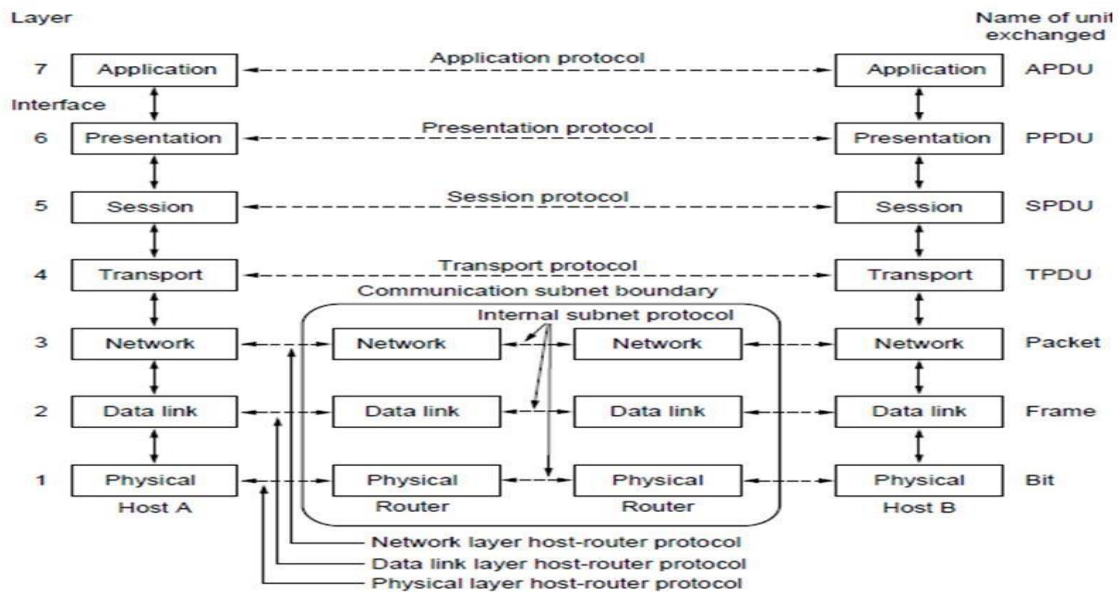 Layer
Name of unit
exchanged
7 Application Application protocol Application APDU
Interface
6 Presentation Presentation protocol Presentation PPDU
5 Session Session protocol Session SPDU
4 Transport Transport protocol Transport TPDU
Communication subnet boundary
Internal subnet protocol
3 Network Network Network Network Packet
2 Data link Data link Data link Data link Frame
1 Physical Physical Physical Physical Bit
Host A Router Router Host B
Network layer host-router protocol
Data link layer host-router protocol
Physical layer host-router protocol